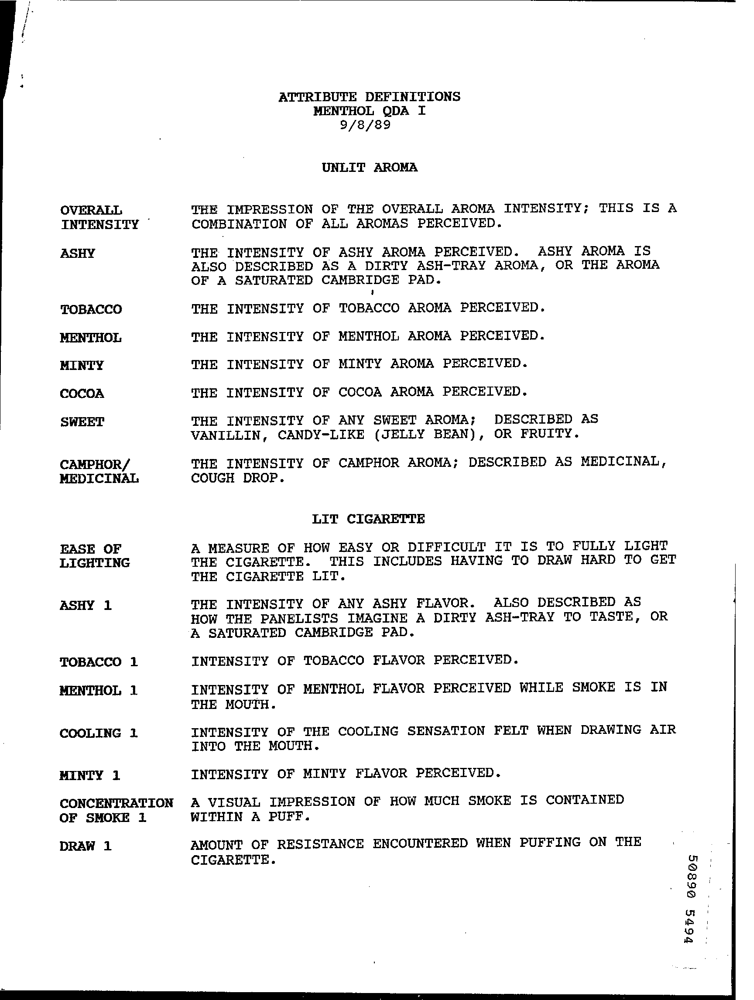 ATTRIBUTE DEFINITIONS
MENTHOL QDA I
9/8/89
UNLIT AROMA
OVERALL INTENSITY THE IMPRESSION OF THE OVERALL AROMA INTENSITY; THIS IS A
COMBINATION OF ALL AROMAS PERCEIVED.
ASHY THE INTENSITY OF ASHY AROMA PERCEIVED. ASHY AROMA IS
ALSO DESCRIBED AS A DIRTY ASH-TRAY AROMA, OR THE AROMA
OF A SATURATED CAMBRIDGE PAD.
TOBACCO THE INTENSITY OF TOBACCO AROMA PERCEIVED.
MENTHOL THE INTENSITY OF MENTHOL AROMA PERCEIVED.
MINTY THE INTENSITY OF MINTY AROMA PERCEIVED.
COCOA THE INTENSITY OF COCOA AROMA PERCEIVED.
SWEET THE INTENSITY OF ANY SWEET AROMA; DESCRIBED AS
VANILLIN, CANDY-LIKE (JELLY BEAN), OR FRUITY.
CAMPHOR/ THE INTENSITY OF CAMPHOR AROMA; DESCRIBED AS MEDICINAL,
MEDICINAL COUGH DROP.
LIT CIGARETTE
EASE OF A MEASURE OF HOW EASY OR DIFFICULT IT IS TO FULLY LIGHT
LIGHTING THE CIGARETTE. THIS INCLUDES HAVING TO DRAW HARD TO GET
THE CIGARETTE LIT.
ASHY 1 THE INTENSITY OF ANY ASHY FLAVOR. ALSO DESCRIBED AS
HOW THE PANELISTS IMAGINE A DIRTY ASH-TRAY TO TASTE, OR
A SATURATED CAMBRIDGE PAD.
TOBACCO 1 INTENSITY OF TOBACCO FLAVOR PERCEIVED.
MENTHOL 1 INTENSITY OF MENTHOL FLAVOR PERCEIVED WHILE SMOKE IS IN
THE MOUTH.
COOLING 1 INTENSITY OF THE COOLING SENSATION FELT WHEN DRAWING AIR
INTO THE MOUTH.
MINTY 1 INTENSITY OF MINTY FLAVOR PERCEIVED.
CONCENTRATION A VISUAL IMPRESSION OF HOW MUCH SMOKE IS CONTAINED
OF SMOKE 1 WITHIN A PUFF.
DRAW 1 AMOUNT OF RESISTANCE ENCOUNTERED WHEN PUFFING ON THE
CIGARETTE.
50890 5494